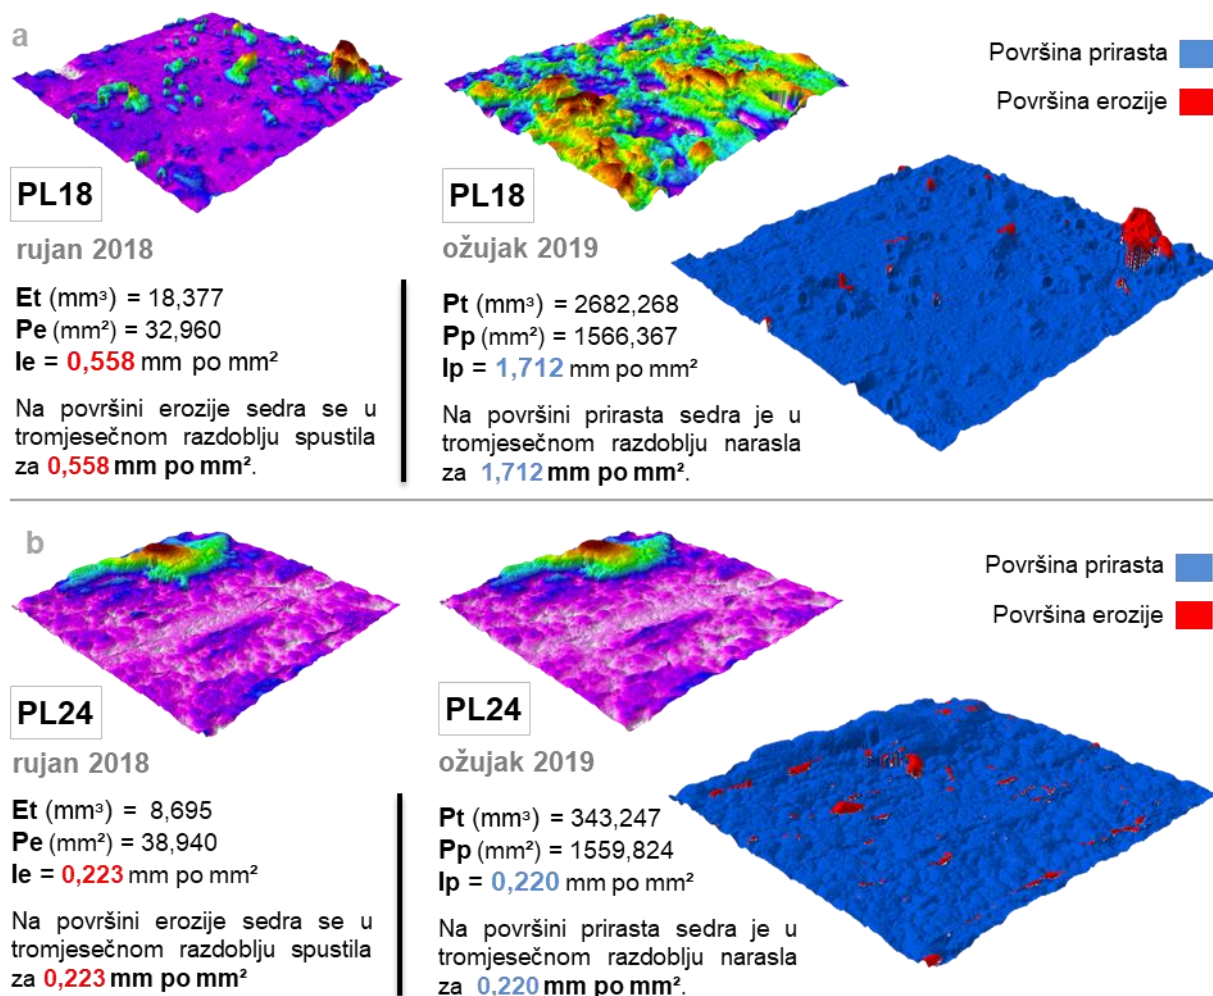 a
Površina prirasta
Površina erozije
PL18
rujan 2018
Et (mm³) = 18,377
Pe (mm²) = 32,960
Ie = 0,558 mm po mm²
Na površini erozije sedra se u
tromjesečnom razdoblju spustila
za 0,558 mm po mm².
PL18
ožujak 2019
Pt (mm³) = 2682,268
Pp (mm²) = 1566,367
Ip = 1,712 mm po mm²
Na površini prirasta sedra je u
tromjesečnom razdoblju narasla
za 1,712 mm po mm².
b
Površina prirasta
Površina erozije
PL24
rujan 2018
Et (mm³) = 8,695
Pe (mm²) = 38,940
Ie = 0,223 mm po mm²
Na površini erozije sedra se u
tromjesečnom razdoblju spustila
za 0,223 mm po mm²
PL24
ožujak 2019
Pt (mm³) = 343,247
Pp (mm²) = 1559,824
Ip = 0,220 mm po mm²
Na površini prirasta sedra je u
tromjesečnom razdoblju narasla
za 0,220 mm po mm².